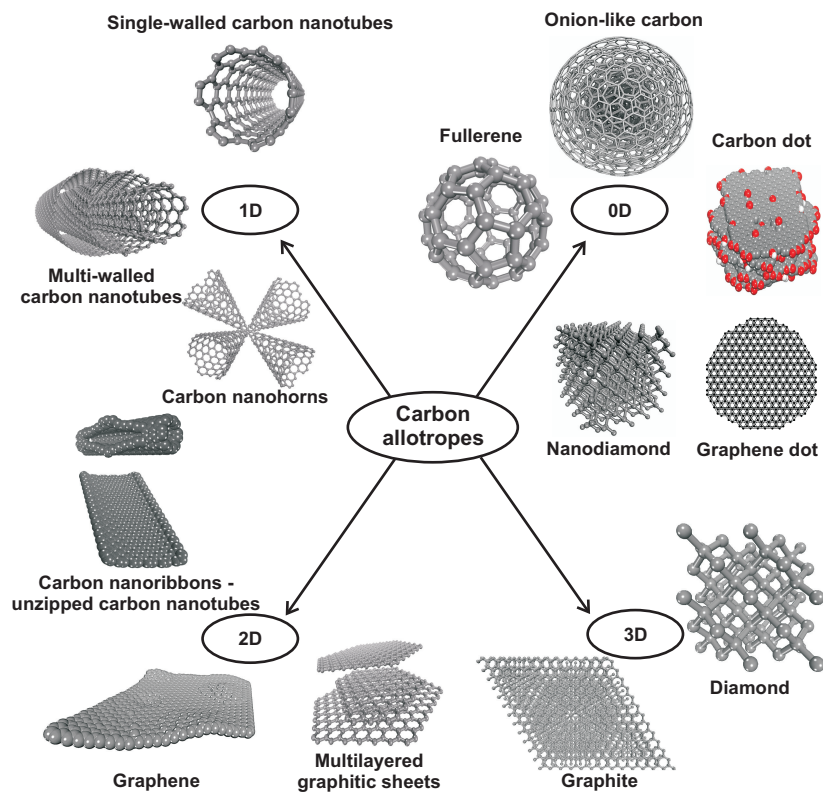 Single-walled carbon nanotubes
Onion-like carbon
Fullerene
Carbon dot
1D
0D
Multi-walled
carbon nanotubes
Carbon nanohorns
Carbon
allotropes
Nanodiamond
Graphene dot
Carbon nanoribbons -
unzipped carbon nanotubes
2D
3D
Diamond
Graphene
Multilayered
graphitic sheets
Graphite